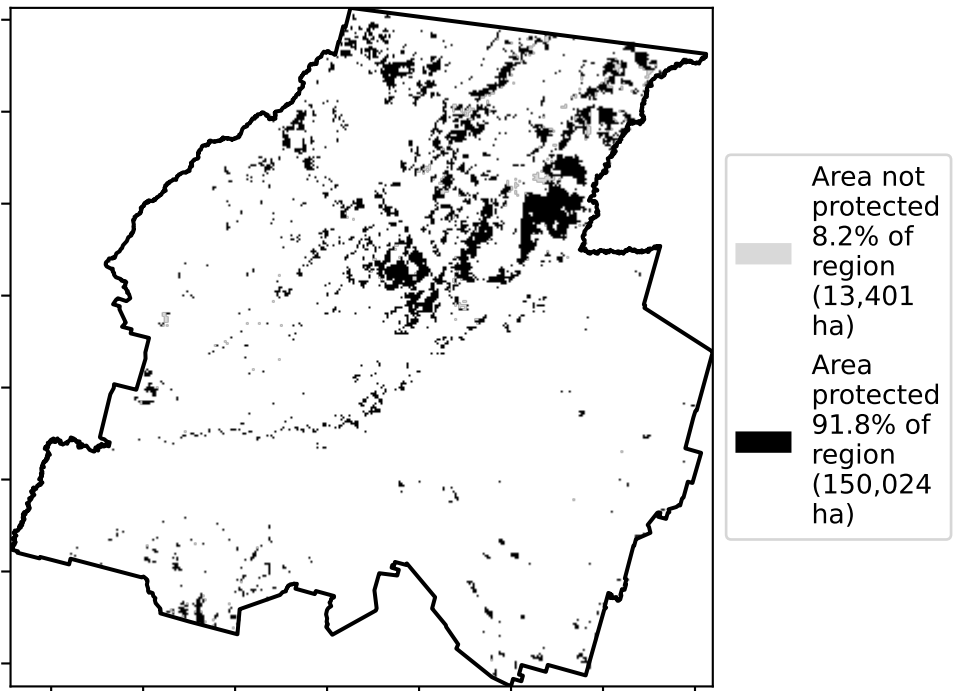 Area not
protected
8.2% of
region
(13,401
ha)
Area
protected
91.8% of
region
(150,024
ha)